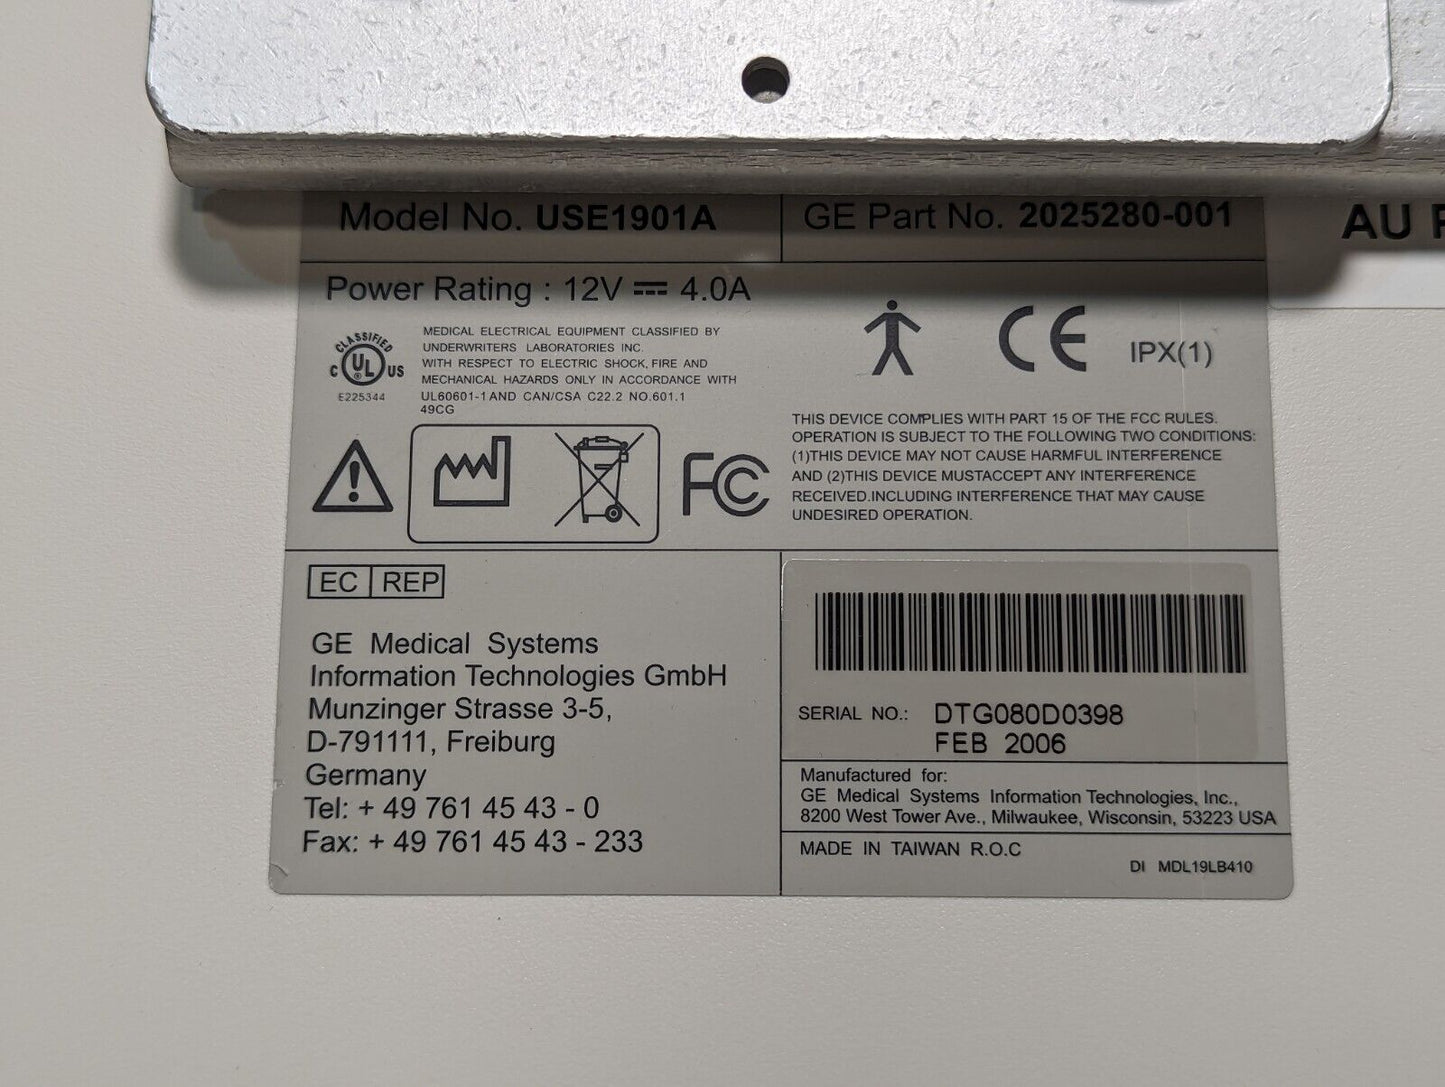 Model No. USE1901A
GE Part No. 2025280-001
AU
Power Rating : 12V 4.0A
CLASSIFIED
C UL US
®
E225344
MEDICAL ELECTRICAL EQUIPMENT CLASSIFIED BY
UNDERWRITERS LABORATORIES INC.
WITH RESPECT TO ELECTRIC SHOCK, FIRE AND
MECHANICAL HAZARDS ONLY IN ACCORDANCE WITH
UL60601-1 AND CAN/CSA C22.2 NO.601.1
49CG
CE
IPX(1)
THIS DEVICE COMPLIES WITH PART 15 OF THE FCC RULES.
OPERATION IS SUBJECT TO THE FOLLOWING TWO CONDITIONS:
(1)THIS DEVICE MAY NOT CAUSE HARMFUL INTERFERENCE
AND (2)THIS DEVICE MUSTACCEPT ANY INTERFERENCE
RECEIVED.INCLUDING INTERFERENCE THAT MAY CAUSE
UNDESIRED OPERATION.
FC
EC REP
GE Medical Systems
Information Technologies GmbH
Munzinger Strasse 3-5,
D-791111, Freiburg
Germany
Tel: + 49 761 45 43 - 0
Fax: + 49 761 45 43 - 233
SERIAL NO.: DTG080D0398
FEB 2006
Manufactured for:
GE Medical Systems Information Technologies, Inc.,
8200 West Tower Ave., Milwaukee, Wisconsin, 53223 USA
MADE IN TAIWAN R.O.C
DI MDL19LB410